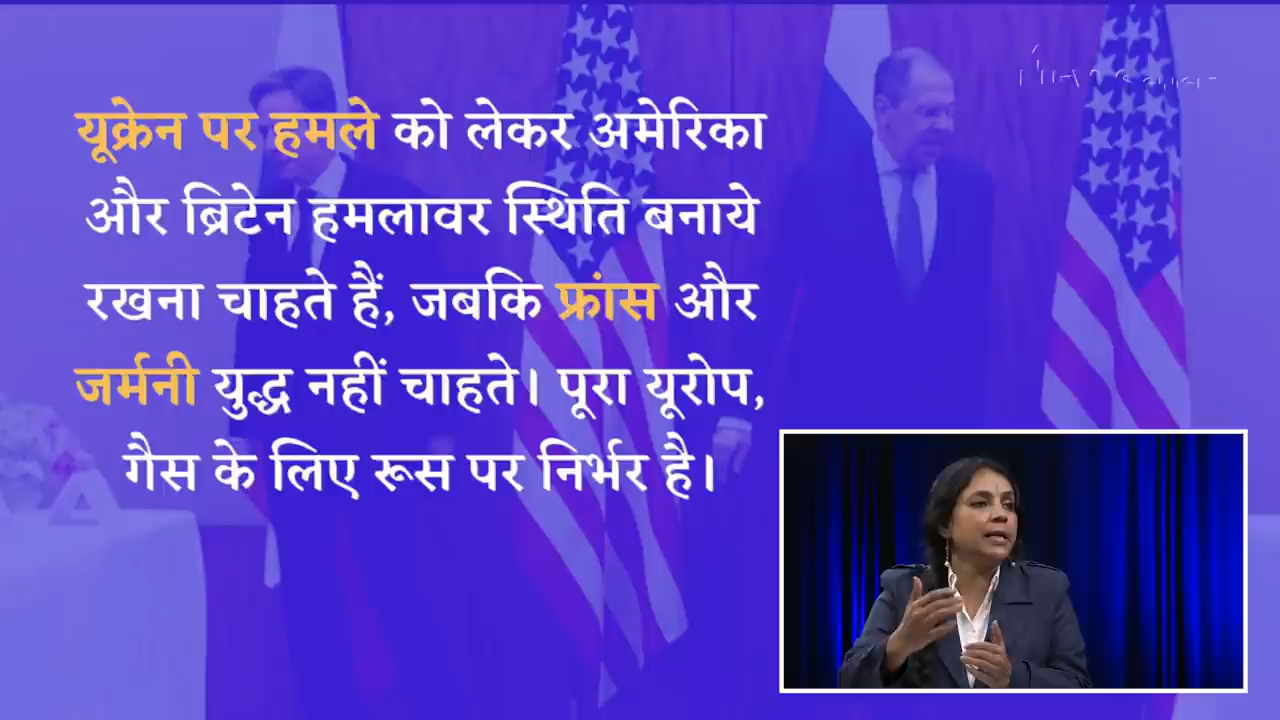 यूक्रेन पर हमले को लेकर अमेरिका
और ब्रिटेन हमलावर स्थिति बनाये
रखना चाहते हैं, जबकि फ्रांस और
जर्मनी युद्ध नहीं चाहते। पूरा यूरोप,
गैस के लिए रूस पर निर्भर है।